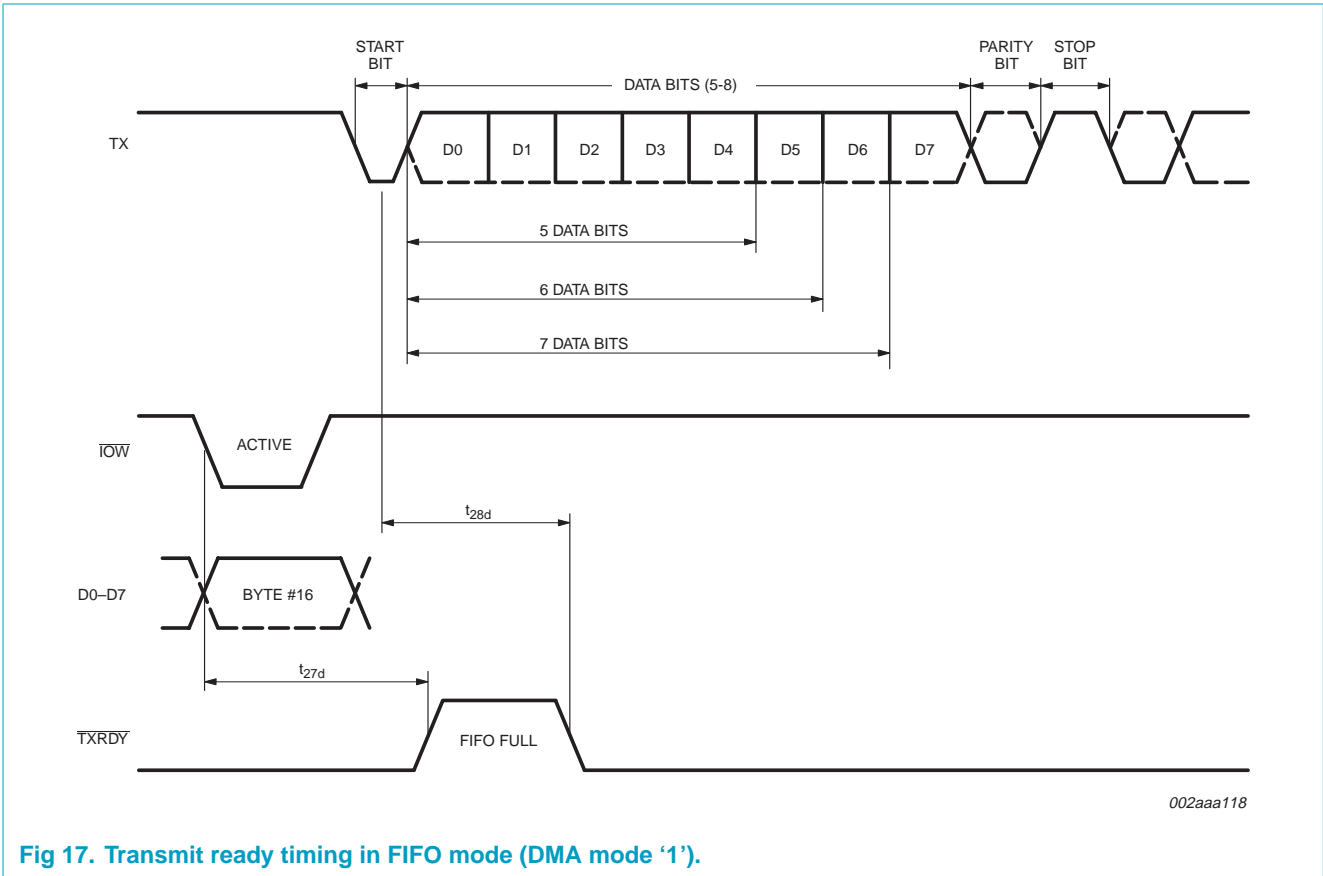 START
BIT
DATA BITS (5-8)
PARITY
BIT
STOP
BIT
TX
D0 D1 D2 D3 D4 D5 D6 D7
5 DATA BITS
6 DATA BITS
7 DATA BITS
IOW
ACTIVE
t28d
D0–D7
BYTE #16
t27d
TXRDY
FIFO FULL
002aaa118
Fig 17. Transmit ready timing in FIFO mode (DMA mode ‘1’).